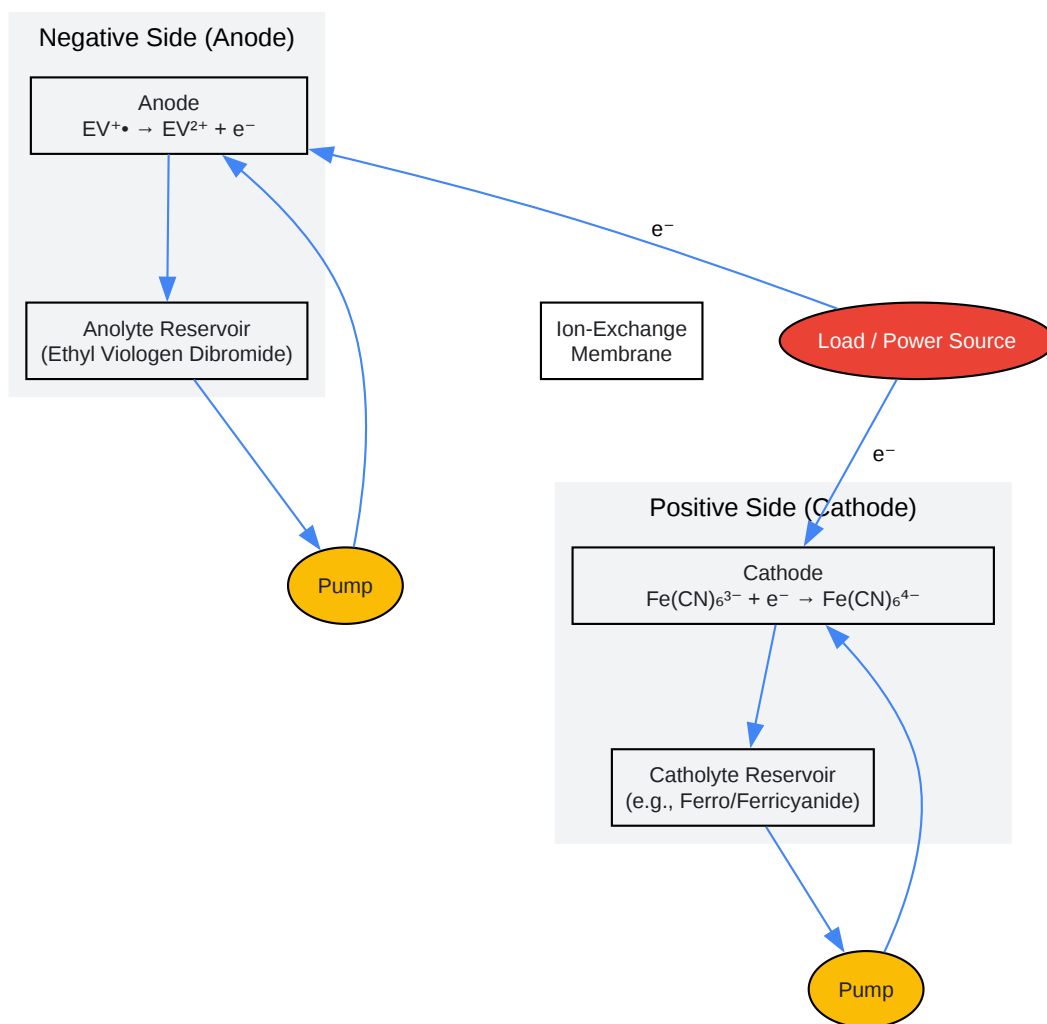 Negative Side (Anode)
Anode
EV⁺• → EV²⁺ + e⁻
e⁻
Anolyte Reservoir
(Ethyl Viologen Dibromide)
Ion-Exchange
Membrane
Load / Power Source
e⁻
Positive Side (Cathode)
Pump
Cathode
Fe(CN)₆³⁻ + e⁻ → Fe(CN)₆⁴⁻
Catholyte Reservoir
(e.g., Ferro/Ferricyanide)
Pump